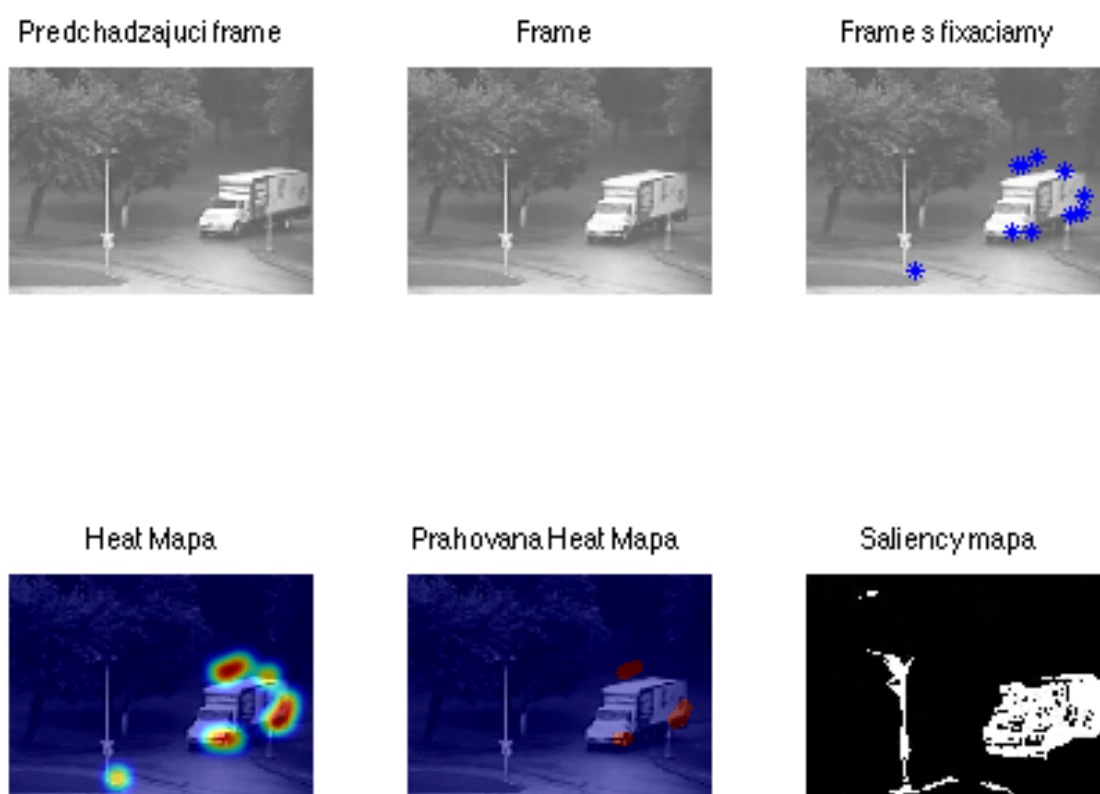 Predchadzajuci frame
Frame
Frame s fixaciamy
Heat Mapa
Prahovana Heat Mapa
Saliency mapa